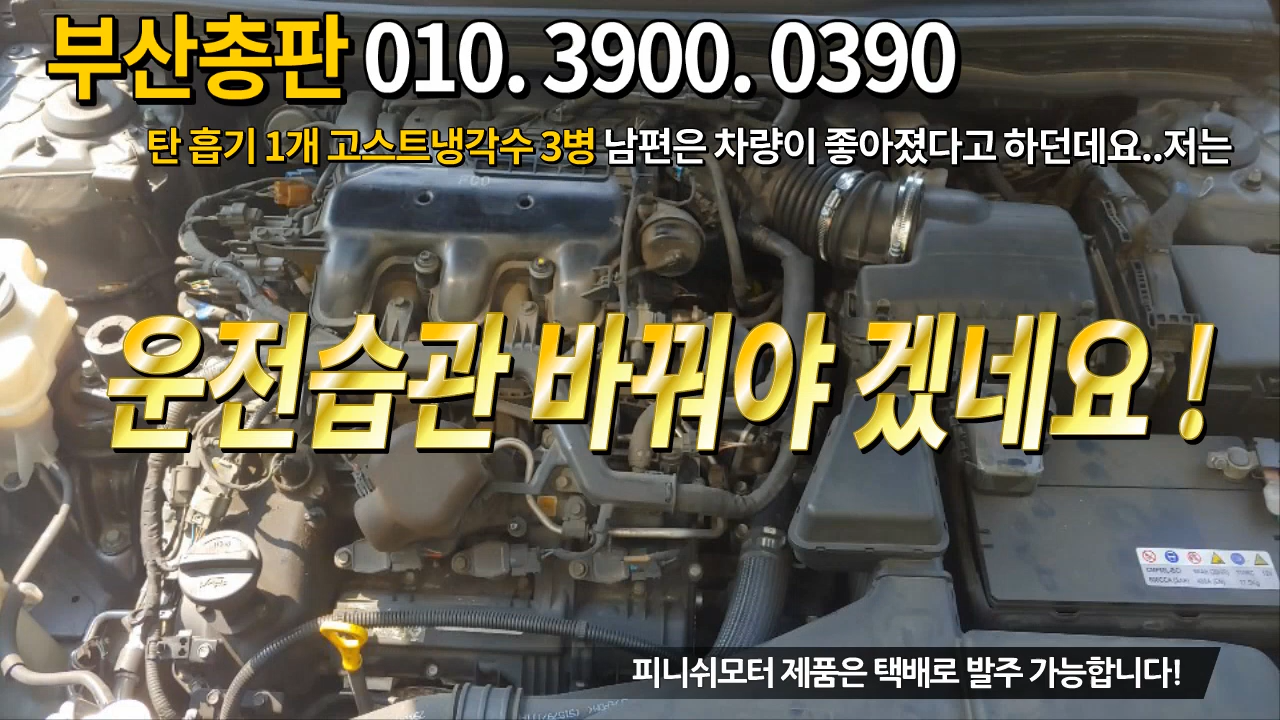 부산총판 010. 3900. 0390
탄 흡기 1개 고스트냉각수 3병 남편은 차량이 좋아졌다고 하던데요..저는
운전습관 바꿔야 겠네요 !
피니쉬모터 제품은 택배로 발주 가능합니다!